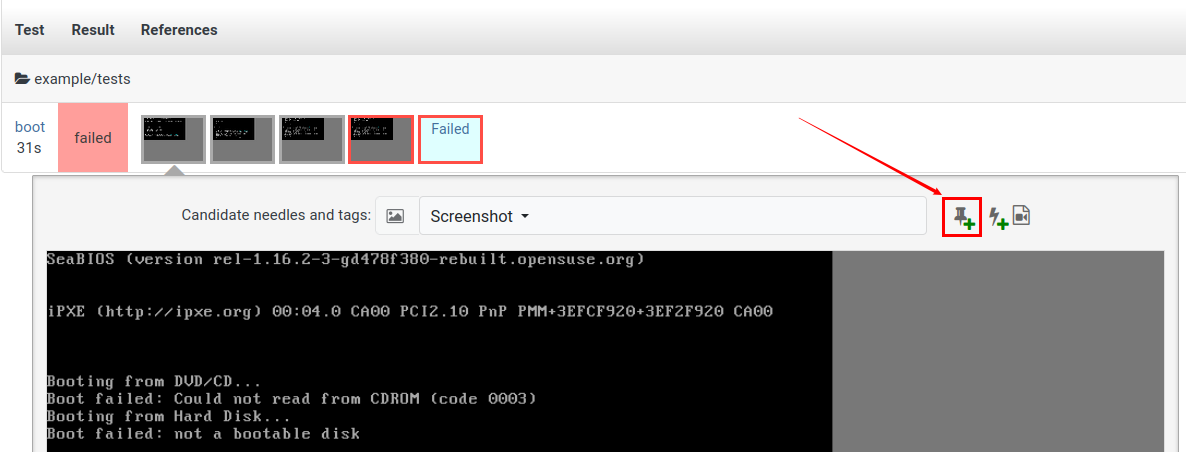 Test Result References
example/tests
boot
31s
failed
Failed
Candidate needles and tags:
Screenshot
SeaBIOS (version rel-1.16.2-3-gd478f380-rebuilt.opensuse.org)
iPXE (http://ipxe.org) 00:04.0 CA00 PCI2.10 PnP PMM+3EFCF920+3EF2F920 CA00
Booting from DVD/CD...
Boot failed: Could not read from CDROM (code 0003)
Booting from Hard Disk...
Boot failed: not a bootable disk